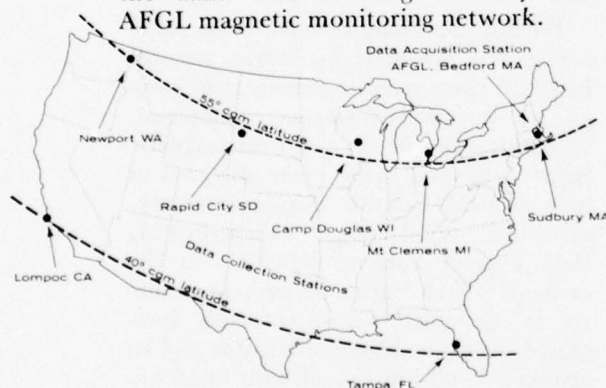 AFGL magnetic monitoring network.
Data Acquisition Station
AFGL, Bedford MA
Newport WA
55° cgm latitude
Rapid City SD
Camp Douglas WI
Mt Clemens MI
Sudbury MA
Lompoc CA
40° cgm latitude
Data Collection Stations
Tampa FL